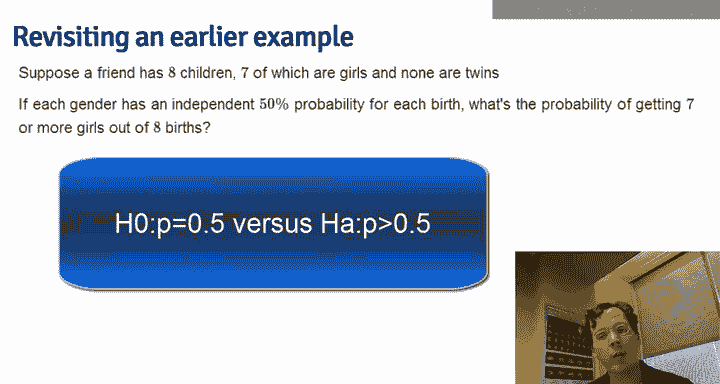 Revisiting an earlier example
Suppose a friend has 8 children, 7 of which are girls and none are twins
If each gender has an independent 50% probability for each birth, what's the probability of getting 7
or more girls out of 8 births?
H0:p=0.5 versus Ha:p>0.5